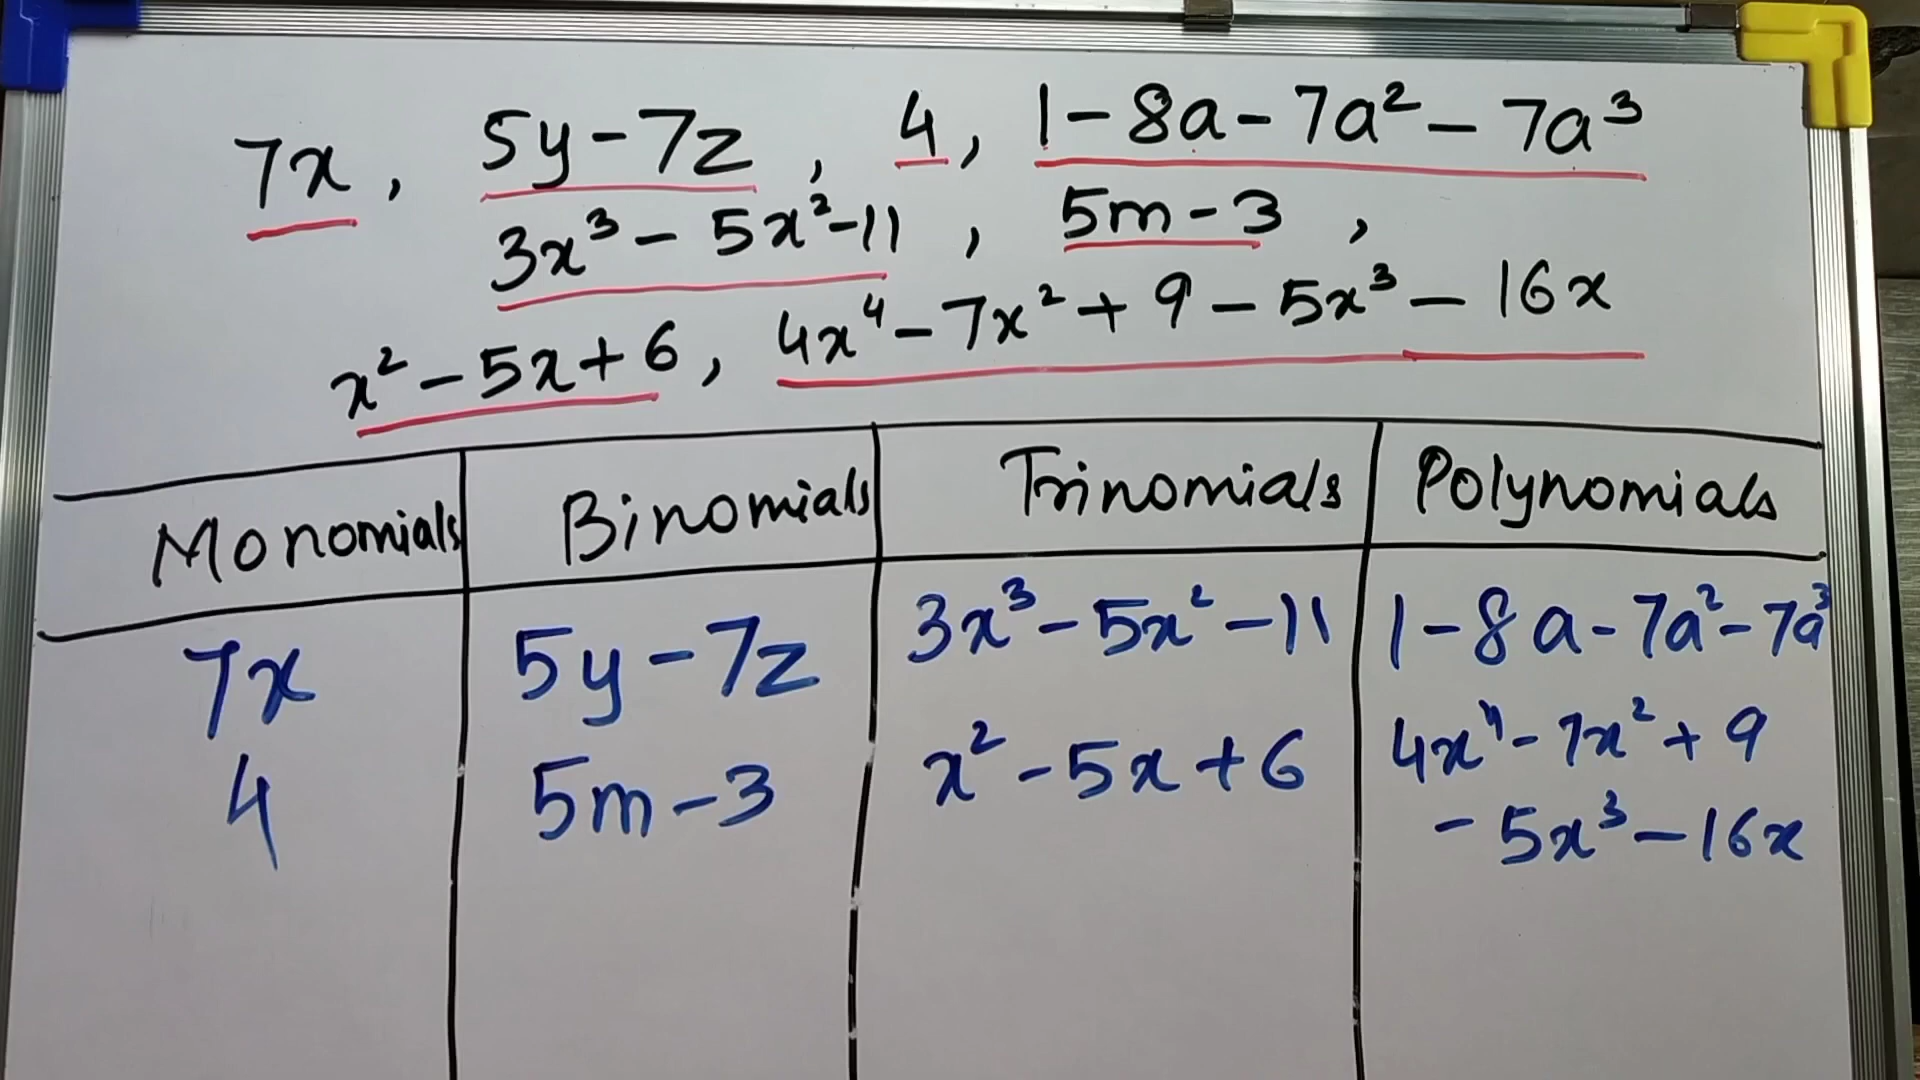 7x, 5y-7z, 4, 1-8a-7a²-7a³
3x³-5x²-11, 5m-3,
x²-5x+6, 4x⁴-7x²+9-5x³-16x
Monomials Binomials Trinomials Polynomials
7x 5y-7z 3x³-5x²-11 1-8a-7a²-7a³
4 5m-3 x²-5x+6 4x⁴-7x²+9
-5x³-16x